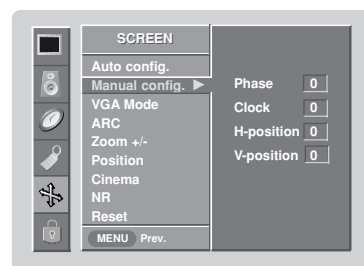 SCREEN
Auto config.
Manual config. ▶
VGA Mode
ARC
Zoom +/-
Position
Cinema
NR
Reset
MENU Prev.
Phase 0
Clock 0
H-position 0
V-position 0